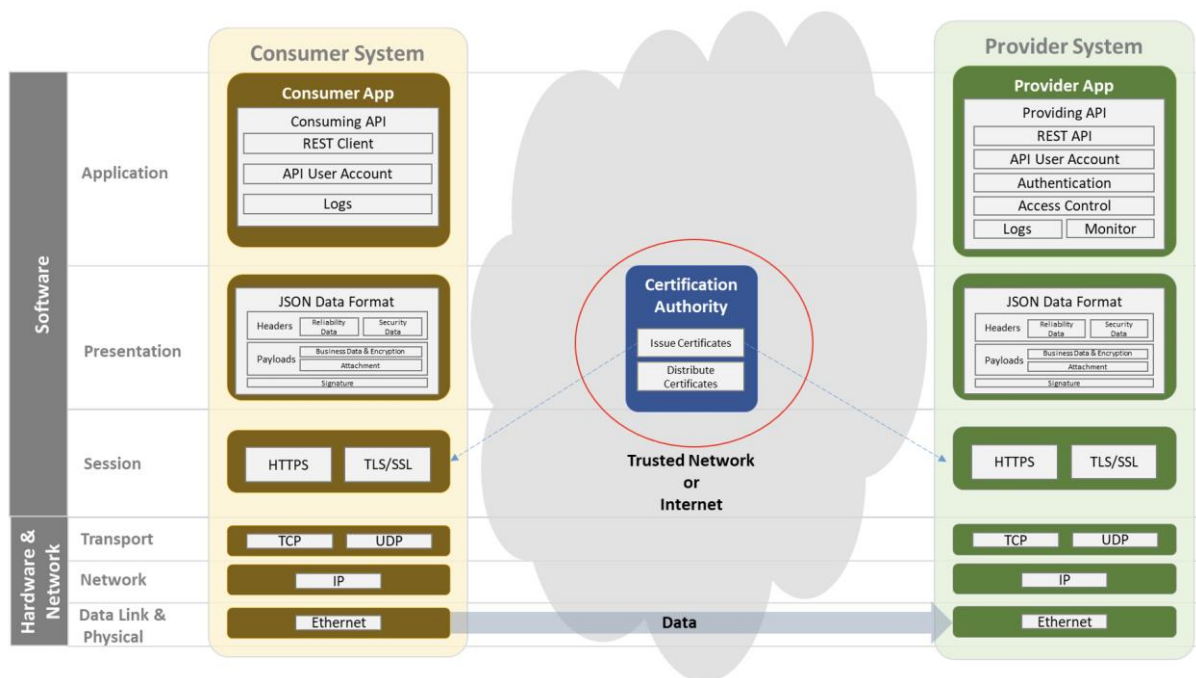 Consumer System
Provider System
Software
Hardware &
Network
Application
Presentation
Session
Transport
Network
Data Link &
Physical
Consumer App
Consuming API
REST Client
API User Account
Logs
JSON Data Format
Headers
Reliability
Data
Security
Data
Payloads
Business Data & Encryption
Attachment
Signature
HTTPS
TLS/SSL
TCP
UDP
IP
Ethernet
Certification
Authority
Issue Certificates
Distribute
Certificates
Trusted Network
or
Internet
Data
Provider App
Providing API
REST API
API User Account
Authentication
Access Control
Logs
Monitor
JSON Data Format
Headers
Reliability
Data
Security
Data
Payloads
Business Data & Encryption
Attachment
Signature
HTTPS
TLS/SSL
TCP
UDP
IP
Ethernet